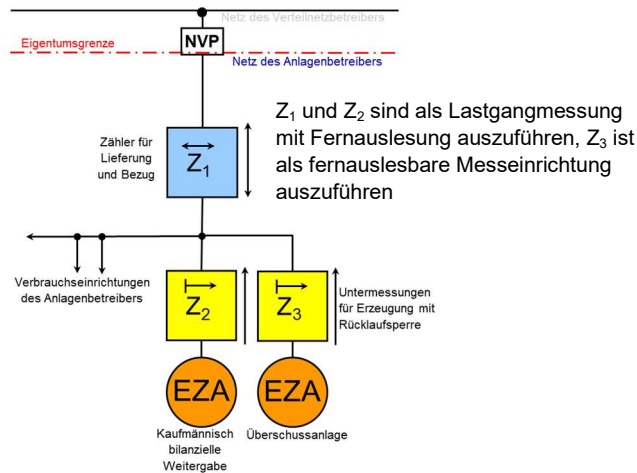 Netz des Verteilnetzbetreibers
Eigentumsgrenze
NVP
Netz des Anlagenbetreibers
Zähler für
Lieferung
und Bezug
Z₁
Z₁ und Z₂ sind als Lastgangmessung
mit Fernauslesung auszuführen, Z₃ ist
als fernauslesbare Messeinrichtung
auszuführen
Verbrauchseinrichtungen
des Anlagenbetreibers
Z₂
Z₃
Untermessungen
für Erzeugung mit
Rücklaufsperre
EZA
EZA
Kaufmännisch
bilanzielle
Weitergabe
Überschussanlage